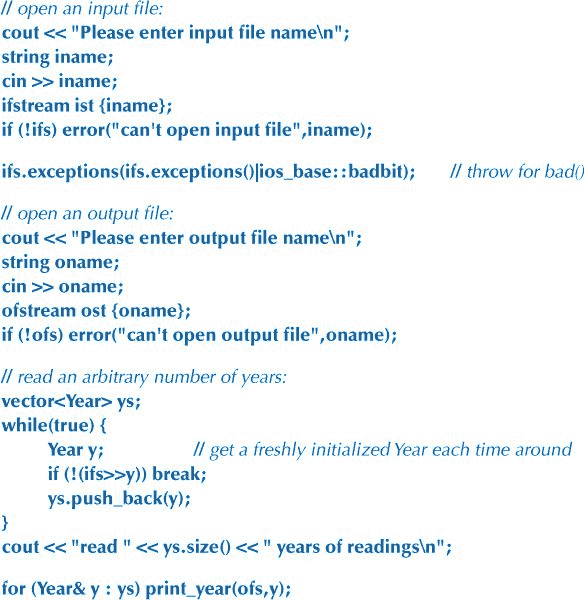 // open an input file:
cout << "Please enter input file name\n";
string iname;
cin >> iname;
ifstream ist {iname};
if (!ifs) error("can't open input file",iname);
ifs.exceptions(ifs.exceptions()|ios_base::badbit); // throw for bad()
// open an output file:
cout << "Please enter output file name\n";
string oname;
cin >> oname;
ofstream ost {oname};
if (!ofs) error("can't open output file",oname);
// read an arbitrary number of years:
vector<Year> ys;
while(true) {
Year y; // get a freshly initialized Year each time around
if (!(ifs>>y)) break;
ys.push_back(y);
}
cout << "read " << ys.size() << " years of readings\n";
for (Year& y : ys) print_year(ofs,y);